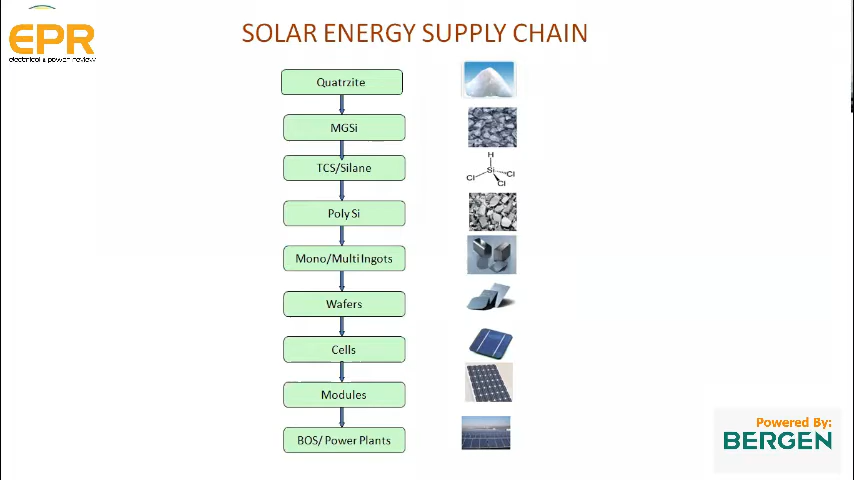 EPR
electrical & power review
SOLAR ENERGY SUPPLY CHAIN
Quatrzite
MGSi
TCS/Silane
H
Si
Cl
Cl
Cl
Poly Si
Mono/Multi Ingots
Wafers
Cells
Modules
BOS/ Power Plants
Powered By:
BERGEN